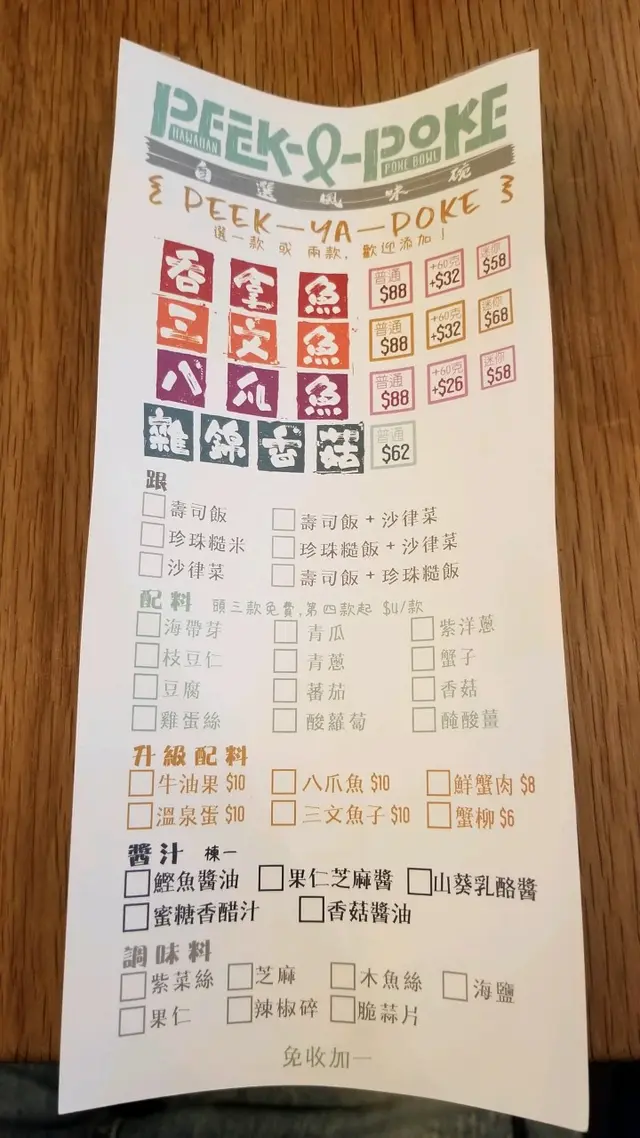 PEEK-A-POKE
HAWAIIAN POKE BOWL
自選風味碗
PEEK-YA-POKE
選一款 或 兩款, 歡迎添加!
吞拿魚 普通 $88 +60克 +$32 迷你 $58
三文魚 普通 $88 +60克 +$32 迷你 $68
八爪魚 普通 $88 +60克 +$26 迷你 $58
雜錦香菇 普通 $62
跟
壽司飯 壽司飯 + 沙律菜
珍珠糙米 珍珠糙飯 + 沙律菜
沙律菜 壽司飯 + 珍珠糙飯
配料 頭三款免費,第四款起 $4/款
海帶芽 青瓜 紫洋蔥
枝豆仁 青蔥 蟹子
豆腐 蕃茄 香菇
雞蛋絲 酸蘿蔔 醃酸薑
升級配料
牛油果 $10 八爪魚 $10 鮮蟹肉 $8
溫泉蛋 $10 三文魚子 $10 蟹柳 $6
醬汁 揀一
鰹魚醬油 果仁芝麻醬 山葵乳酪醬
蜜糖香醋汁 香菇醬油
調味料
紫菜絲 芝麻 木魚絲 海鹽
果仁 辣椒碎 脆蒜片
免收加一